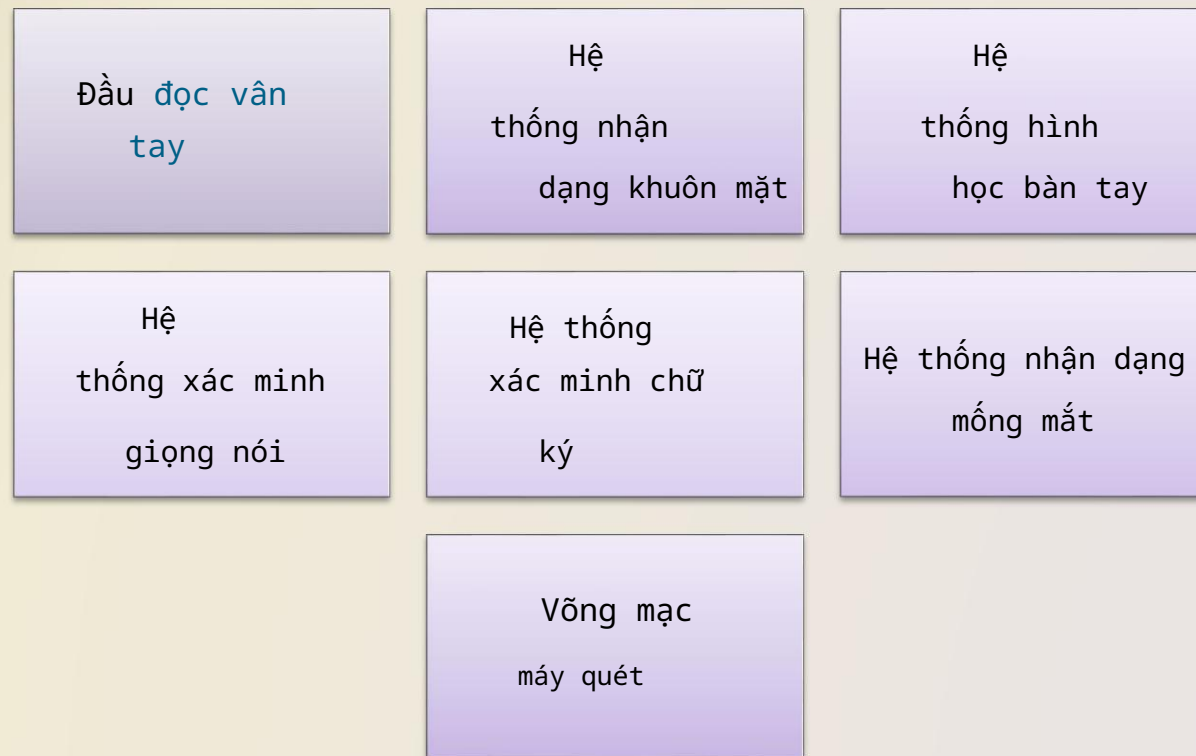 Đầu đọc vân
tay
Hệ
thống nhận
dạng khuôn mặt
Hệ
thống hình
học bàn tay
Hệ
thống xác minh
giọng nói
Hệ thống
xác minh chữ
ký
Hệ thống nhận dạng
mống mắt
Võng mạc
máy quét